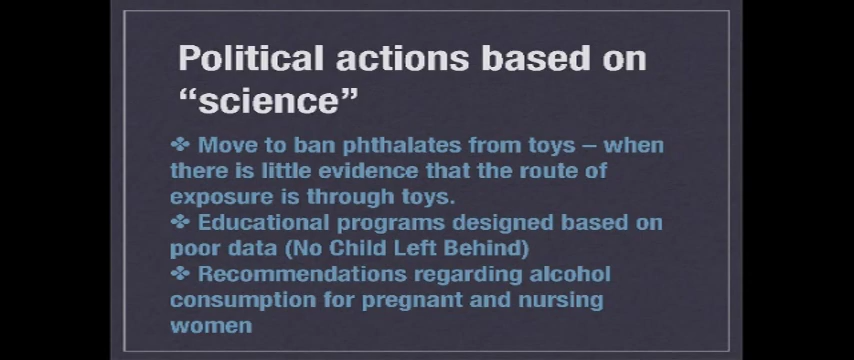 Political actions based on
“science”
❖ Move to ban phthalates from toys – when
there is little evidence that the route of
exposure is through toys.
❖ Educational programs designed based on
poor data (No Child Left Behind)
❖ Recommendations regarding alcohol
consumption for pregnant and nursing
women